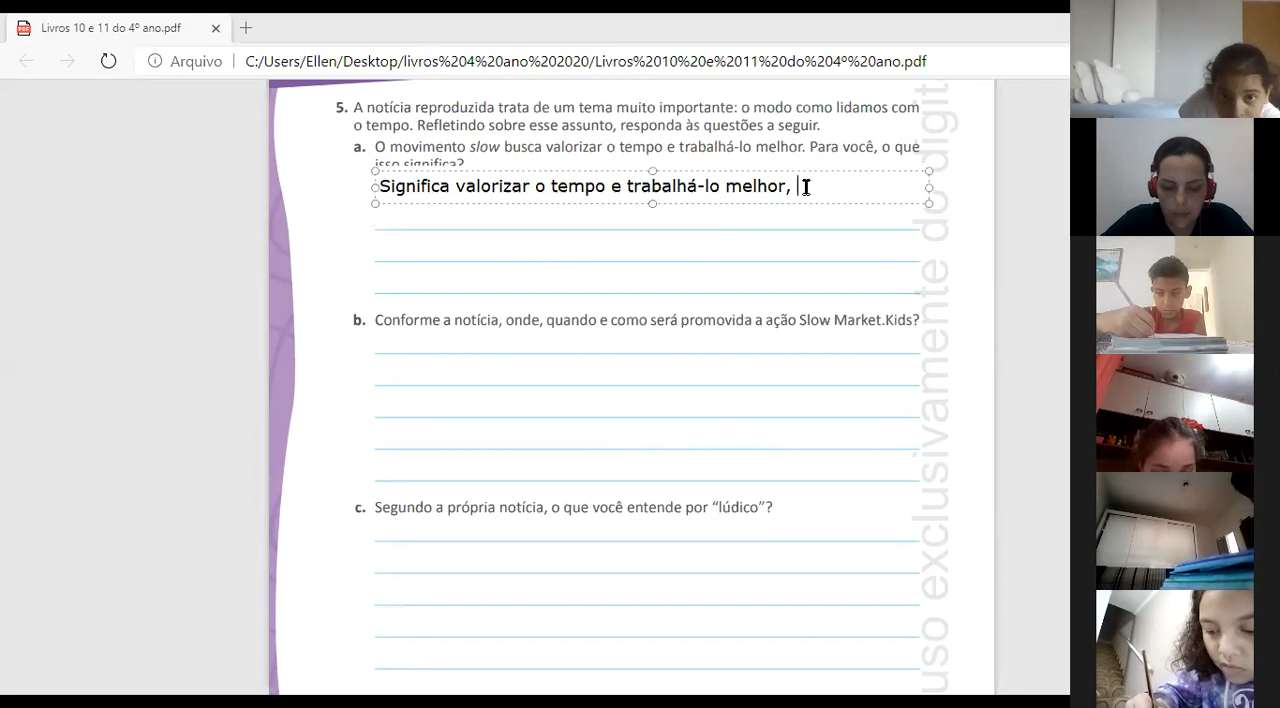 Livros 10 e 11 do 4º ano.pdf
Arquivo
C:/Users/Ellen/Desktop/livros%204%20ano%202020/Livros%2010%20e%2011%20do%204º%20ano.pdf
5. A notícia reproduzida trata de um tema muito importante: o modo como lidamos com
o tempo. Refletindo sobre esse assunto, responda às questões a seguir.
a. O movimento slow busca valorizar o tempo e trabalhá-lo melhor. Para você, o que
isso significa?
Significa valorizar o tempo e trabalhá-lo melhor,
b. Conforme a notícia, onde, quando e como será promovida a ação Slow Market.Kids?
c. Segundo a própria notícia, o que você entende por “lúdico”?
uso exclusivamente do digit